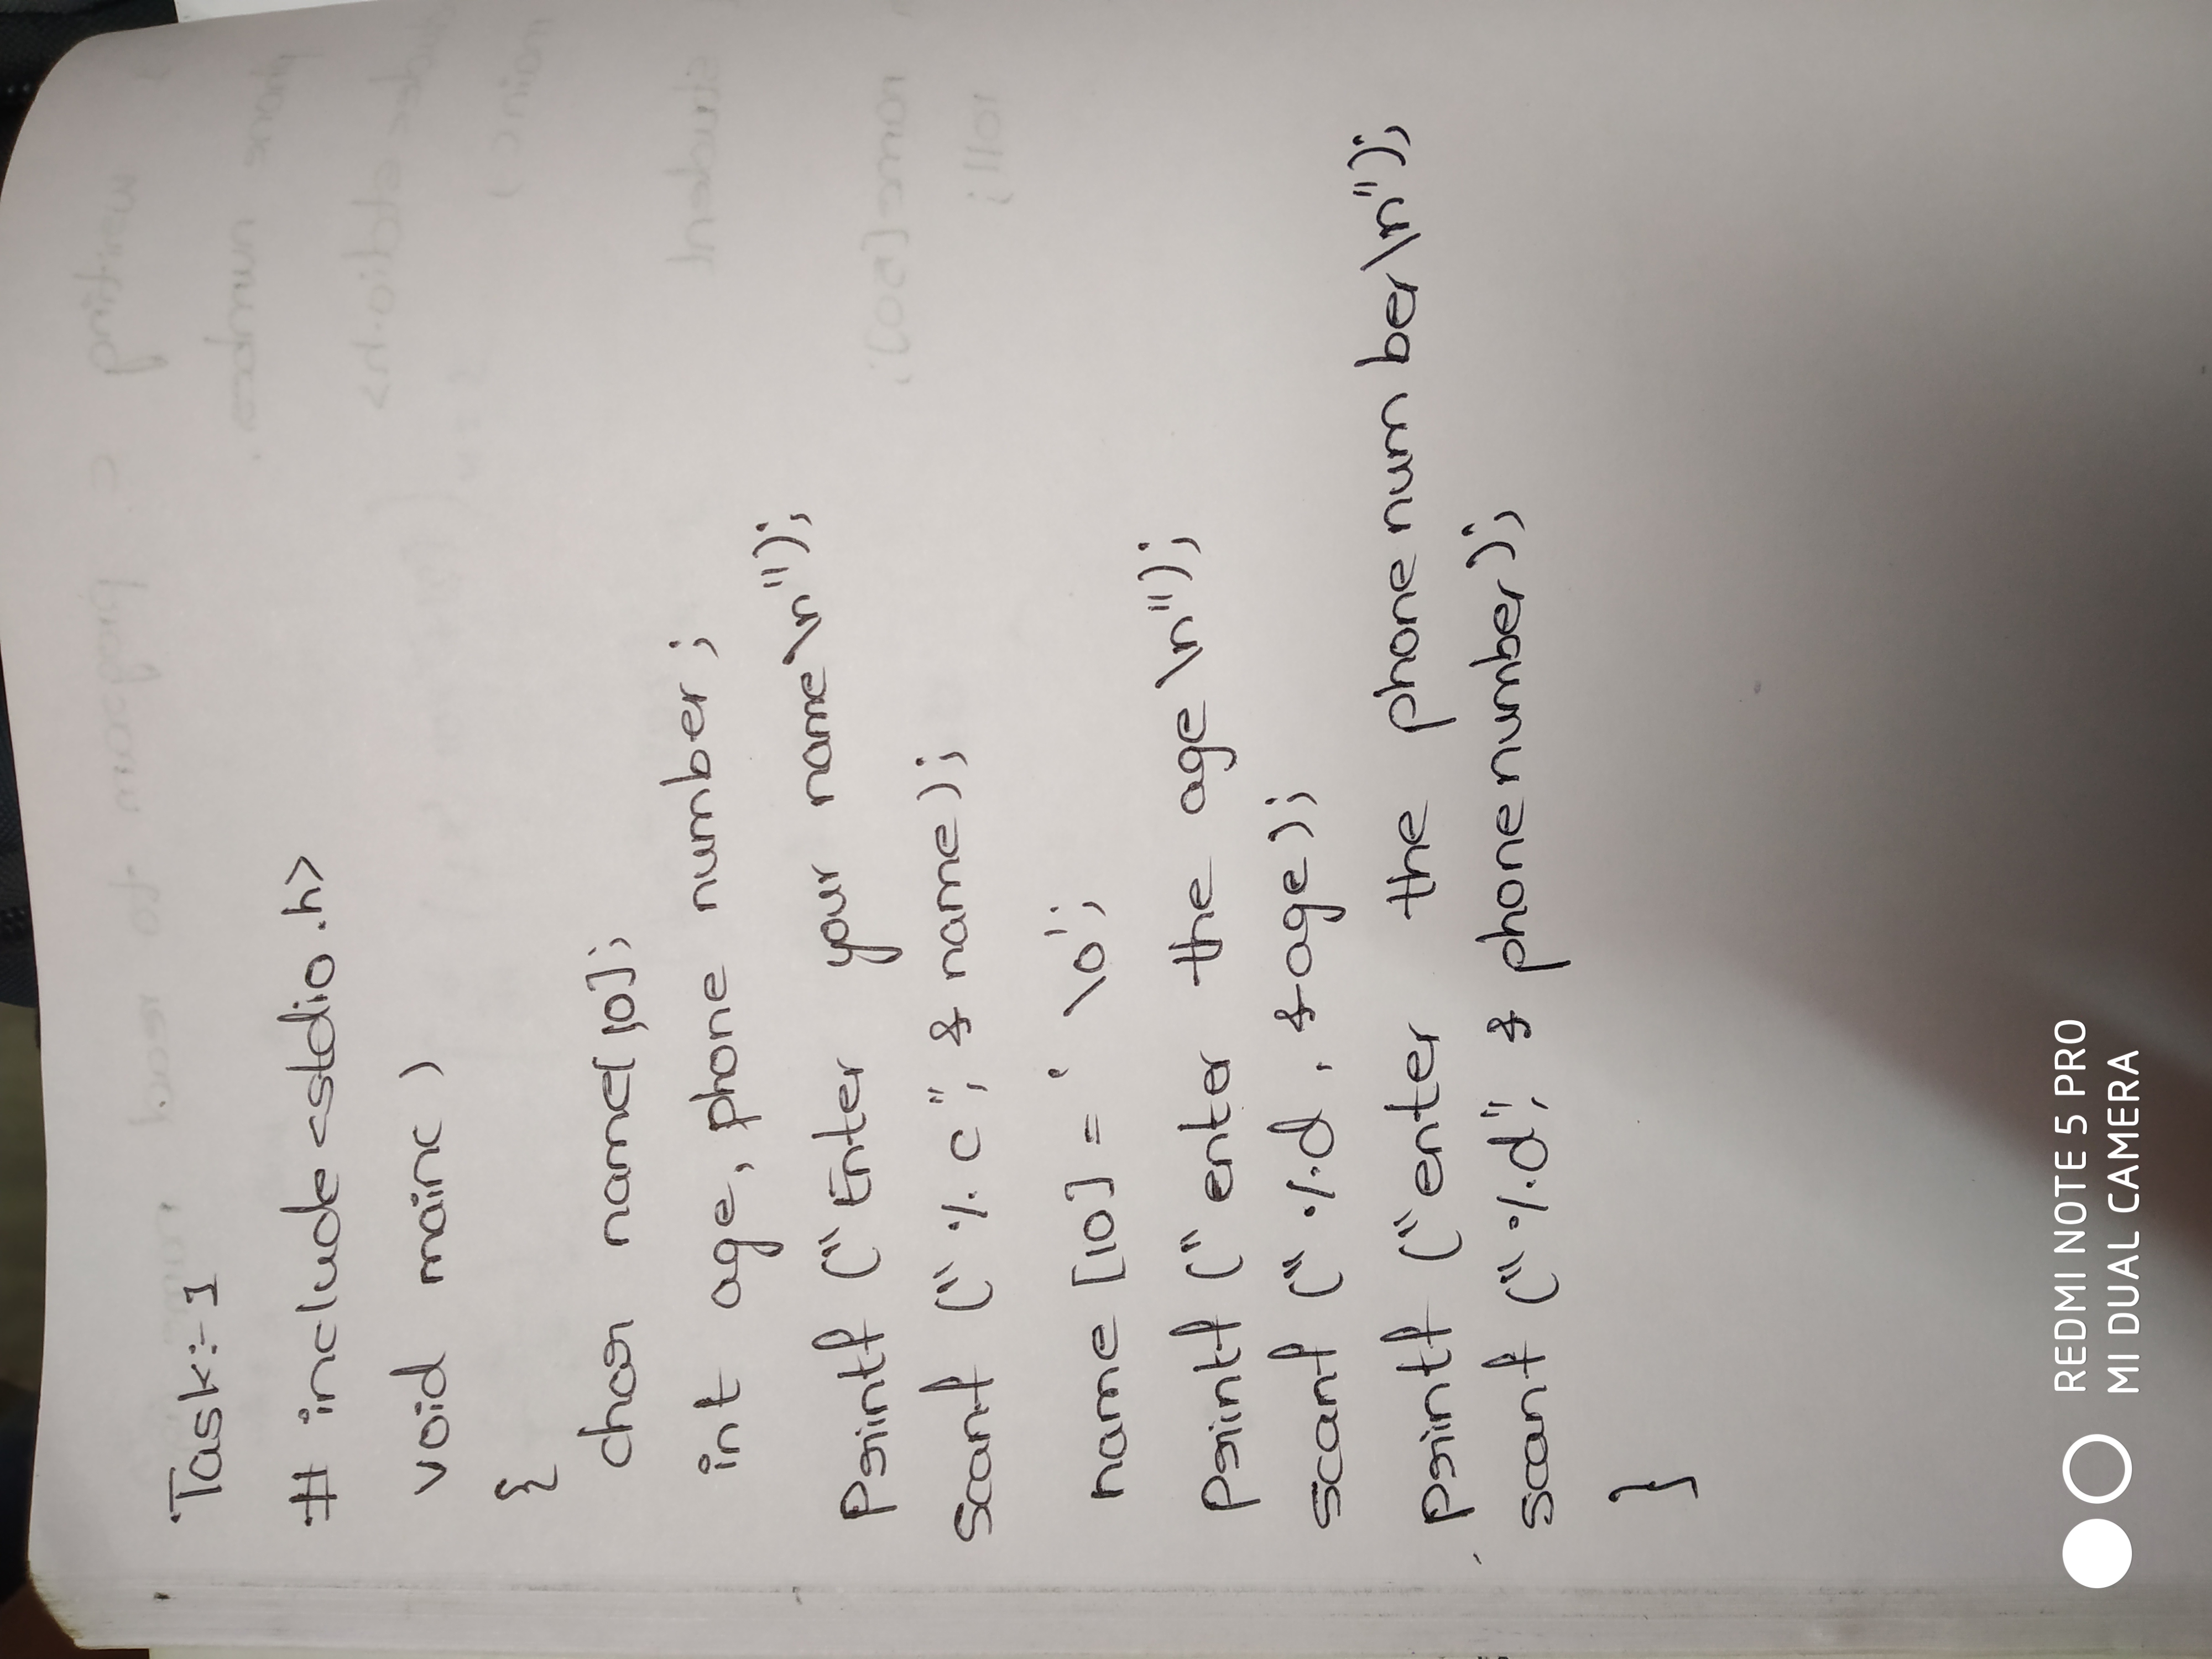 Task:- 1
# include <stdio.h>
void main( )
{
char name[10];
int age, phone number;
Printf ("Enter your name\n");
scanf ("%c", & name);
name [10] = '\0';
printf ("enter the age \n");
scanf ("%d, &age);
printf ("enter the phone number\n");
scanf ("%d", & phonenumber);
}
REDMI NOTE 5 PRO
MI DUAL CAMERA